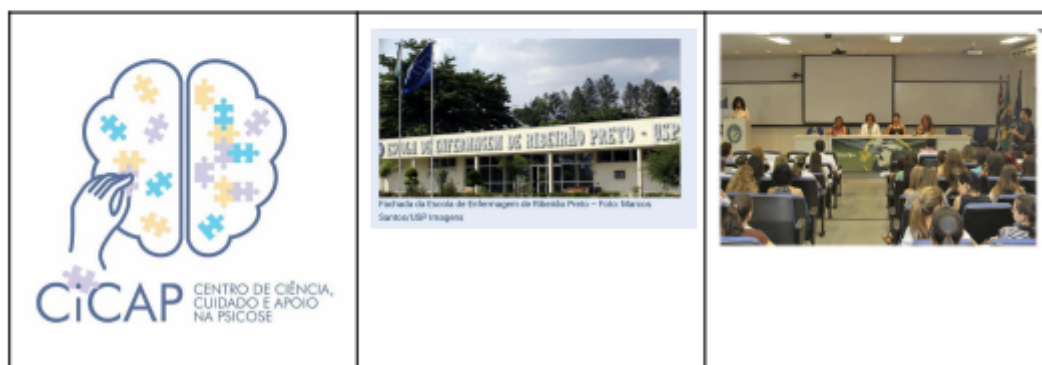 CiCAP
CENTRO DE CIÊNCIA,
CUIDADO E APOIO
NA PSICOSE
ESCOLA DE ENFERMAGEM DE RIBEIRÃO PRETO - USP
Fachada da Escola de Enfermagem de Ribeirão Preto – Foto: Marcos
Santos/USP Imagens